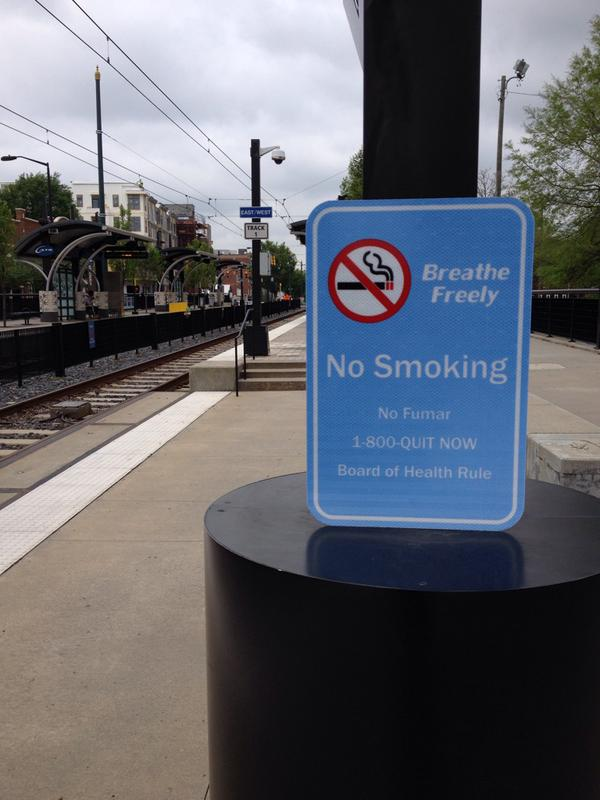 EAST/WEST
TRACK
1
Breathe
Freely
No Smoking
No Fumar
1-800-QUIT NOW
Board of Health Rule